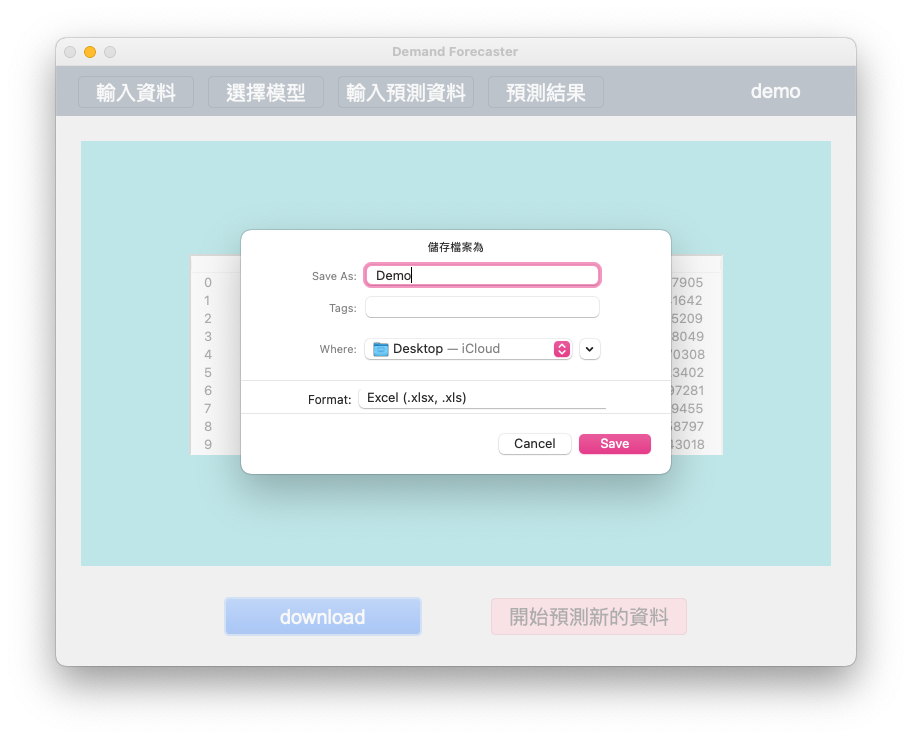 Demand Forecaster
輸入資料 選擇模型 輸入預測資料 預測結果 demo
儲存檔案為
Save As: Demo
Tags:
Where: Desktop — iCloud
Format: Excel (.xlsx, .xls)
Cancel Save
0 7905
1 1642
2 5209
3 8049
4 0308
5 3402
6 7281
7 9455
8 8797
9 43018
download 開始預測新的資料